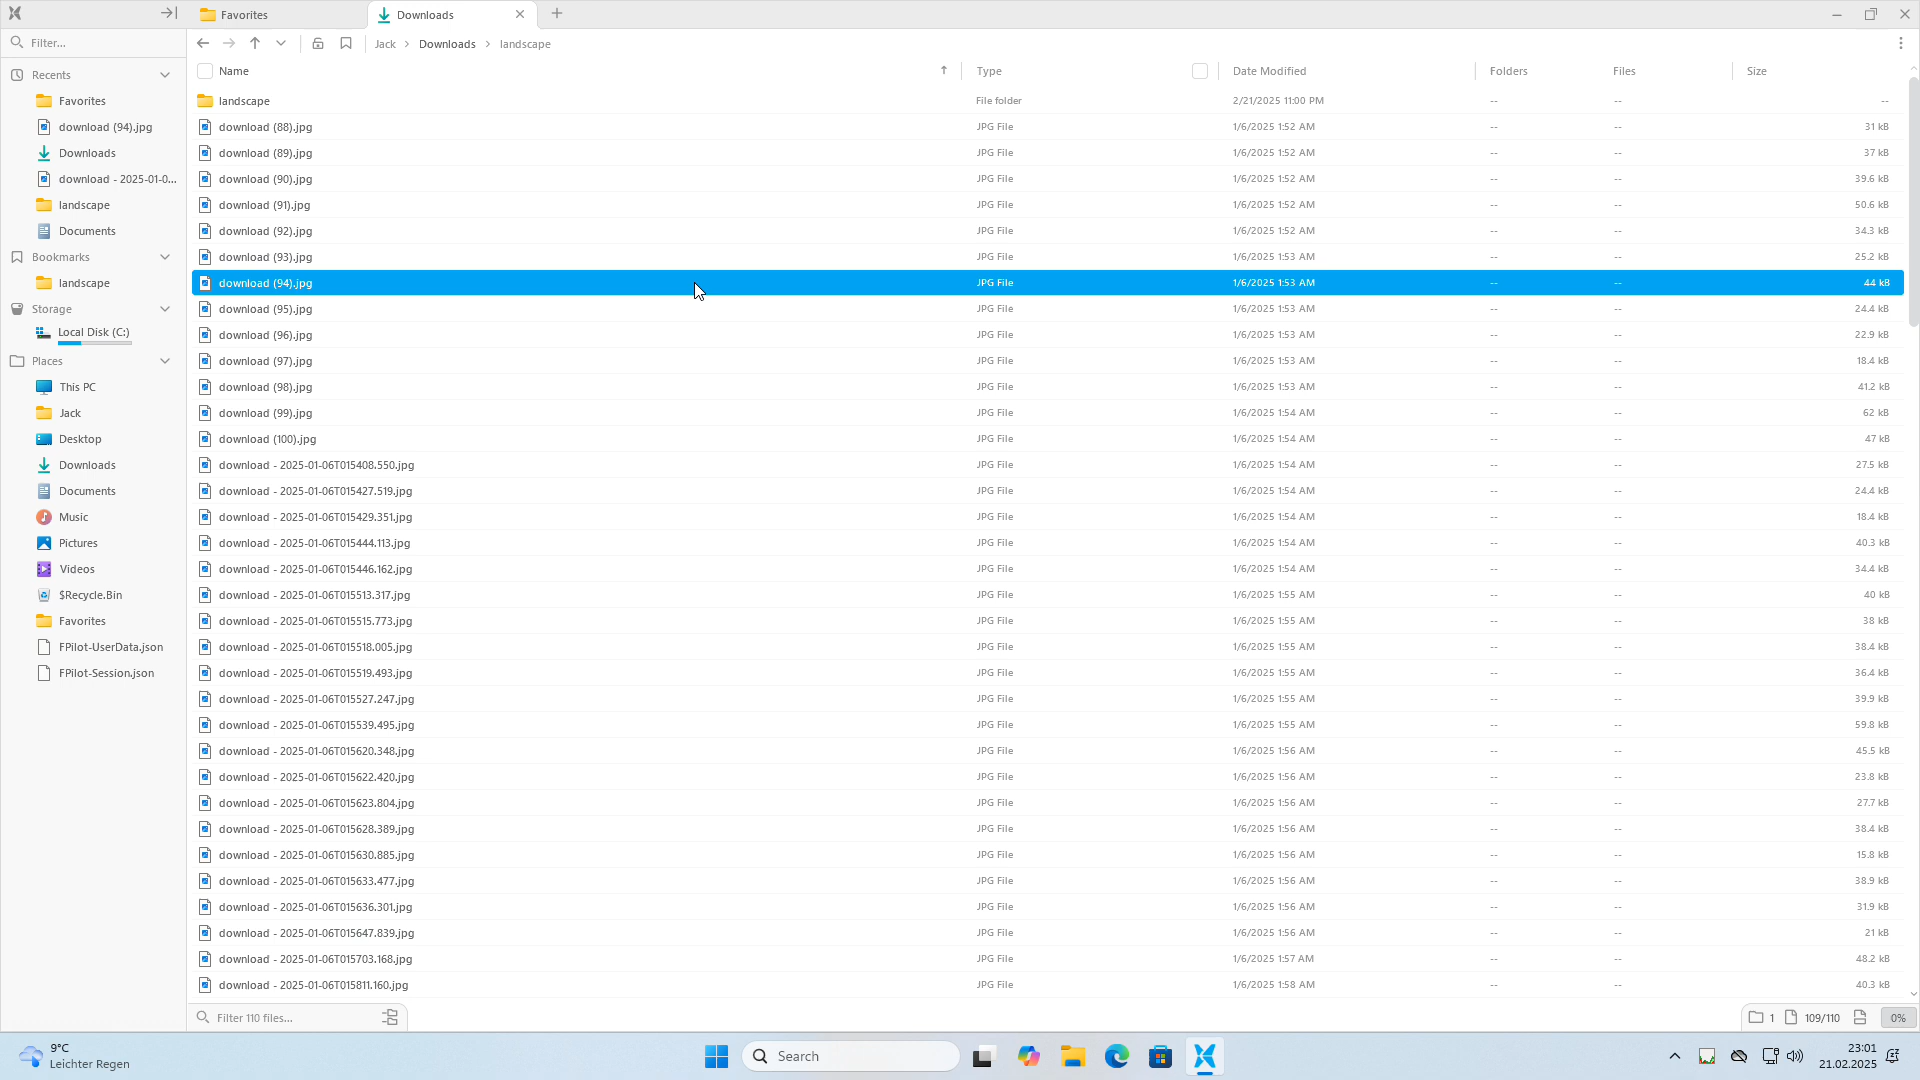 Favorites
Downloads
Filter...
Jack > Downloads > landscape
Name Type Date Modified Folders Files Size
Recents
Favorites
download (94).jpg
Downloads
download - 2025-01-0...
landscape
Documents
Bookmarks
landscape
Storage
Local Disk (C:)
Places
This PC
Jack
Desktop
Downloads
Documents
Music
Pictures
Videos
$Recycle.Bin
Favorites
FPilot-UserData.json
FPilot-Session.json
landscape File folder 2/21/2025 11:00 PM -- -- --
download (88).jpg JPG File 1/6/2025 1:52 AM -- -- 31 kB
download (89).jpg JPG File 1/6/2025 1:52 AM -- -- 37 kB
download (90).jpg JPG File 1/6/2025 1:52 AM -- -- 39.6 kB
download (91).jpg JPG File 1/6/2025 1:52 AM -- -- 50.6 kB
download (92).jpg JPG File 1/6/2025 1:52 AM -- -- 34.3 kB
download (93).jpg JPG File 1/6/2025 1:53 AM -- -- 25.2 kB
download (94).jpg JPG File 1/6/2025 1:53 AM -- -- 44 kB
download (95).jpg JPG File 1/6/2025 1:53 AM -- -- 24.4 kB
download (96).jpg JPG File 1/6/2025 1:53 AM -- -- 22.9 kB
download (97).jpg JPG File 1/6/2025 1:53 AM -- -- 18.4 kB
download (98).jpg JPG File 1/6/2025 1:53 AM -- -- 41.2 kB
download (99).jpg JPG File 1/6/2025 1:54 AM -- -- 62 kB
download (100).jpg JPG File 1/6/2025 1:54 AM -- -- 47 kB
download - 2025-01-06T015408.550.jpg JPG File 1/6/2025 1:54 AM -- -- 27.5 kB
download - 2025-01-06T015427.519.jpg JPG File 1/6/2025 1:54 AM -- -- 24.4 kB
download - 2025-01-06T015429.351.jpg JPG File 1/6/2025 1:54 AM -- -- 18.4 kB
download - 2025-01-06T015444.113.jpg JPG File 1/6/2025 1:54 AM -- -- 40.3 kB
download - 2025-01-06T015446.162.jpg JPG File 1/6/2025 1:54 AM -- -- 34.4 kB
download - 2025-01-06T015513.317.jpg JPG File 1/6/2025 1:55 AM -- -- 40 kB
download - 2025-01-06T015515.773.jpg JPG File 1/6/2025 1:55 AM -- -- 38 kB
download - 2025-01-06T015518.005.jpg JPG File 1/6/2025 1:55 AM -- -- 38.4 kB
download - 2025-01-06T015519.493.jpg JPG File 1/6/2025 1:55 AM -- -- 36.4 kB
download - 2025-01-06T015527.247.jpg JPG File 1/6/2025 1:55 AM -- -- 39.9 kB
download - 2025-01-06T015539.495.jpg JPG File 1/6/2025 1:55 AM -- -- 59.8 kB
download - 2025-01-06T015620.348.jpg JPG File 1/6/2025 1:56 AM -- -- 45.5 kB
download - 2025-01-06T015622.420.jpg JPG File 1/6/2025 1:56 AM -- -- 23.8 kB
download - 2025-01-06T015623.804.jpg JPG File 1/6/2025 1:56 AM -- -- 27.7 kB
download - 2025-01-06T015628.389.jpg JPG File 1/6/2025 1:56 AM -- -- 38.4 kB
download - 2025-01-06T015630.885.jpg JPG File 1/6/2025 1:56 AM -- -- 15.8 kB
download - 2025-01-06T015633.477.jpg JPG File 1/6/2025 1:56 AM -- -- 38.9 kB
download - 2025-01-06T015636.301.jpg JPG File 1/6/2025 1:56 AM -- -- 31.9 kB
download - 2025-01-06T015647.839.jpg JPG File 1/6/2025 1:56 AM -- -- 21 kB
download - 2025-01-06T015703.168.jpg JPG File 1/6/2025 1:57 AM -- -- 48.2 kB
download - 2025-01-06T015811.160.jpg JPG File 1/6/2025 1:58 AM -- -- 40.3 kB
Filter 110 files... 1 109/110 0%
9°C
Leichter Regen
Search
23:01
21.02.2025